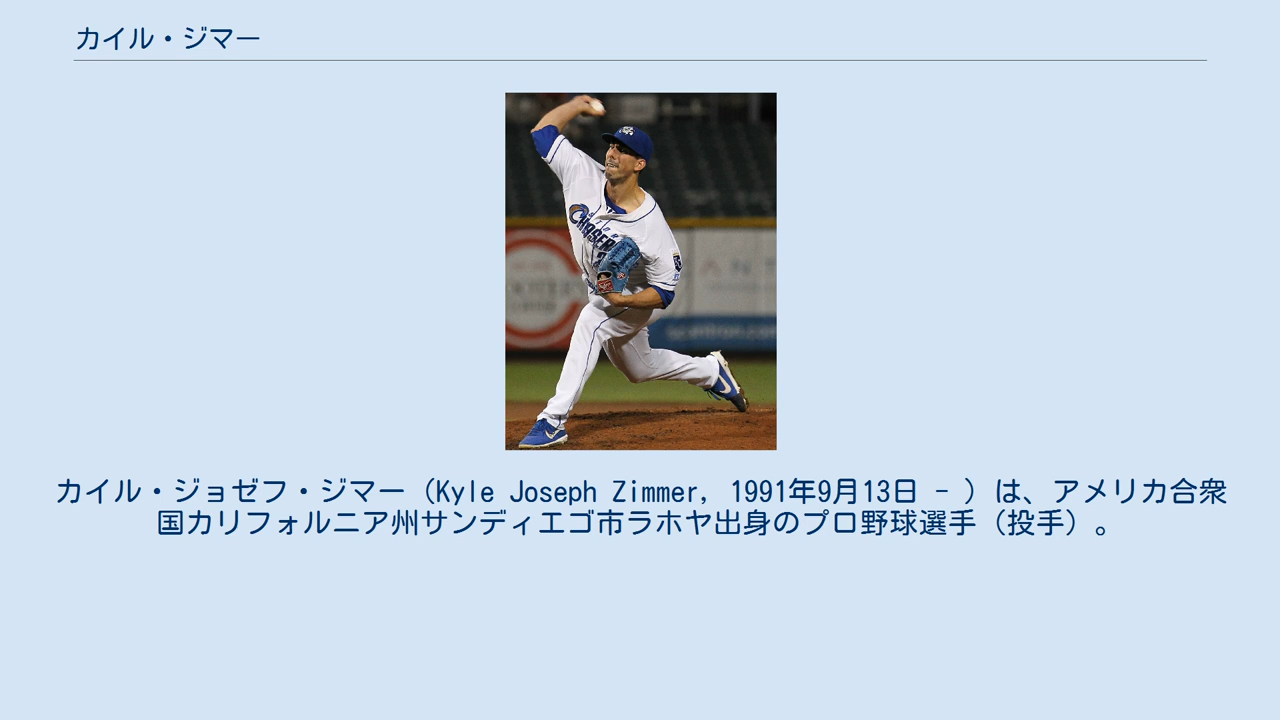 カイル・ジマー
CHASERS
scantron.com
カイル・ジョゼフ・ジマー（Kyle Joseph Zimmer, 1991年9月13日 - ）は、アメリカ合衆
国カリフォルニア州サンディエゴ市ラホヤ出身のプロ野球選手（投手）。